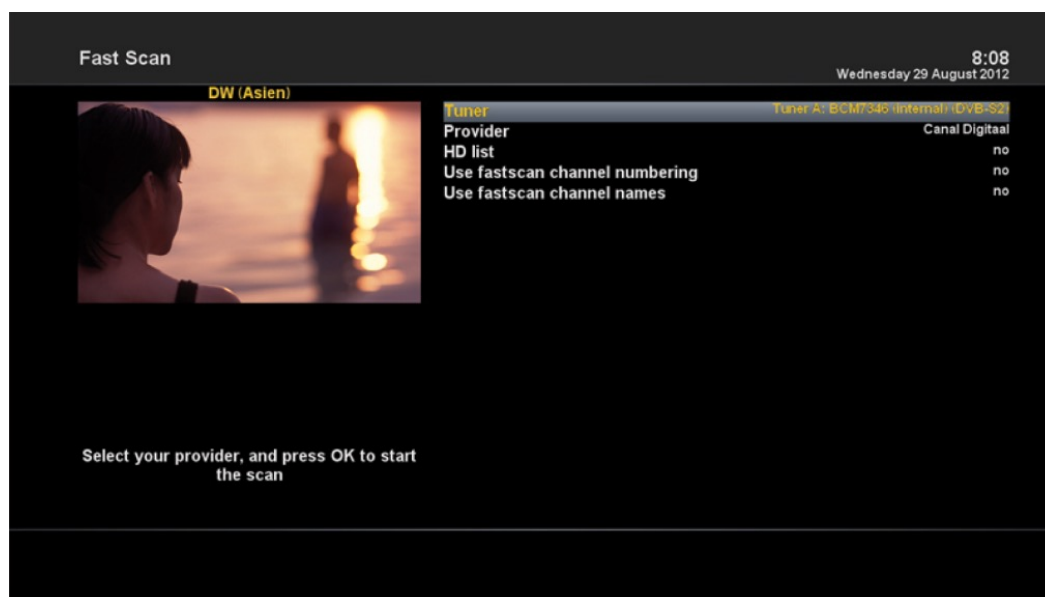 Fast Scan
8:08
Wednesday 29 August 2012
DW (Asien)
Tuner Tuner A: BCM7346 (internal) (DVB-S2)
Provider Canal Digitaal
HD list no
Use fastscan channel numbering no
Use fastscan channel names no
Select your provider, and press OK to start
the scan